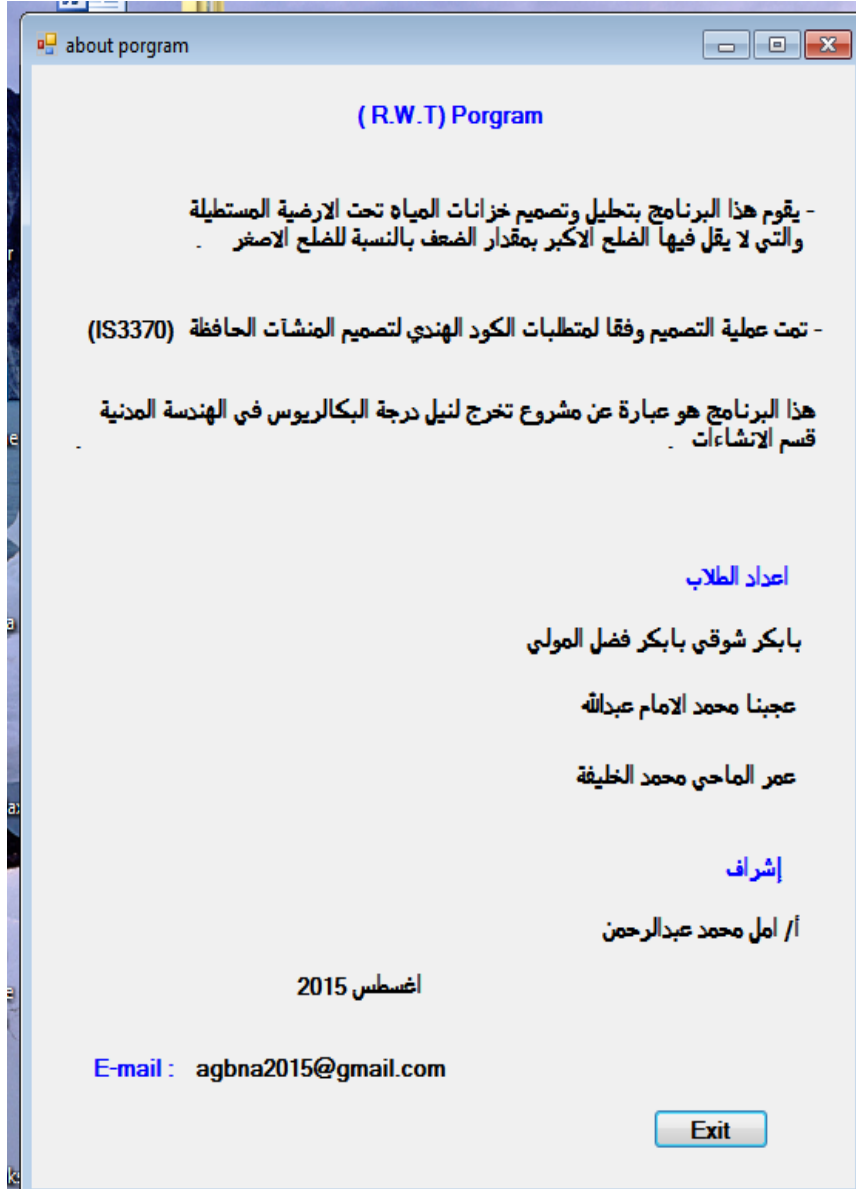 about porgram
( R.W.T) Porgram
- يقوم هذا البرنامج بتحليل وتصميم خزانات المياه تحت الارضية المستطيلة
والتي لا يقل فيها الضلع الاكبر بمقدار الضعف بالنسبة للضلع الاصغر .
- تمت عملية التصميم وفقا لمتطلبات الكود الهندي لتصميم المنشآت الحافظة (IS3370)
هذا البرنامج هو عبارة عن مشروع تخرج لنيل درجة البكالريوس في الهندسة المدنية
قسم الانشاءات .
اعداد الطلاب
بابكر شوقي بابكر فضل المولي
عجبنا محمد الامام عبدالله
عمر الماحي محمد الخليفة
إشراف
أ/ امل محمد عبدالرحمن
اغسطس 2015
E-mail : agbna2015@gmail.com
Exit